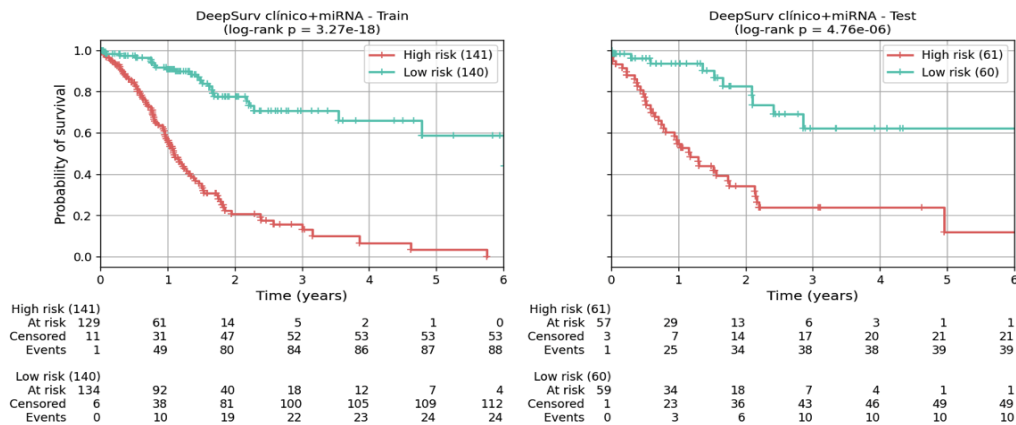 DeepSurv clínico+miRNA - Train
(log-rank p = 3.27e-18)
High risk (141)
Low risk (140)
Probability of survival
1.0
0.8
0.6
0.4
0.2
0.0
0 1 2 3 4 5 6
Time (years)
High risk (141)
At risk 129 61 14 5 2 1 0
Censored 11 31 47 52 53 53 53
Events 1 49 80 84 86 87 88
Low risk (140)
At risk 134 92 40 18 12 7 4
Censored 6 38 81 100 105 109 112
Events 0 10 19 22 23 24 24
DeepSurv clínico+miRNA - Test
(log-rank p = 4.76e-06)
High risk (61)
Low risk (60)
0 1 2 3 4 5 6
Time (years)
High risk (61)
At risk 57 29 13 6 3 1 1
Censored 3 7 14 17 20 21 21
Events 1 25 34 38 38 39 39
Low risk (60)
At risk 59 34 18 7 4 1 1
Censored 1 23 36 43 46 49 49
Events 0 3 6 10 10 10 10